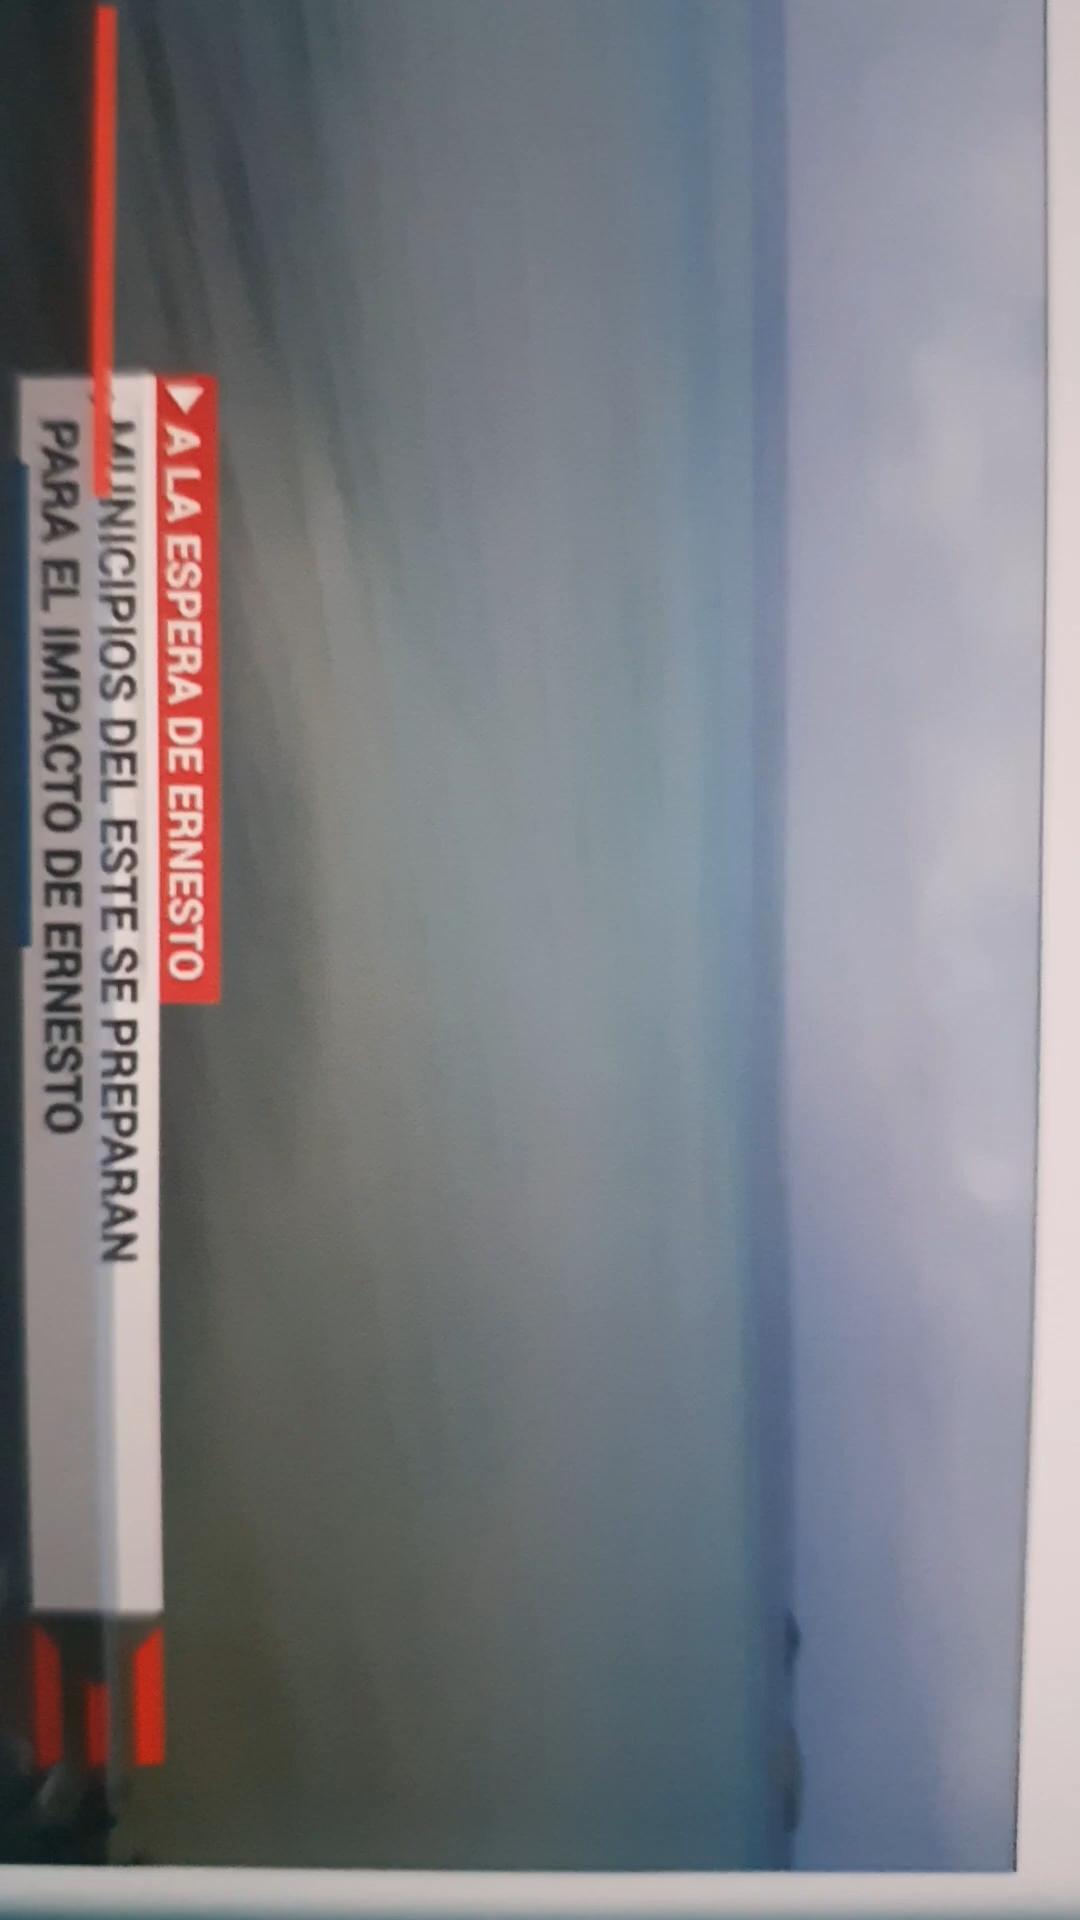 A LA ESPERA DE ERNESTO
MUNICIPIOS DEL ESTE SE PREPARAN
PARA EL IMPACTO DE ERNESTO